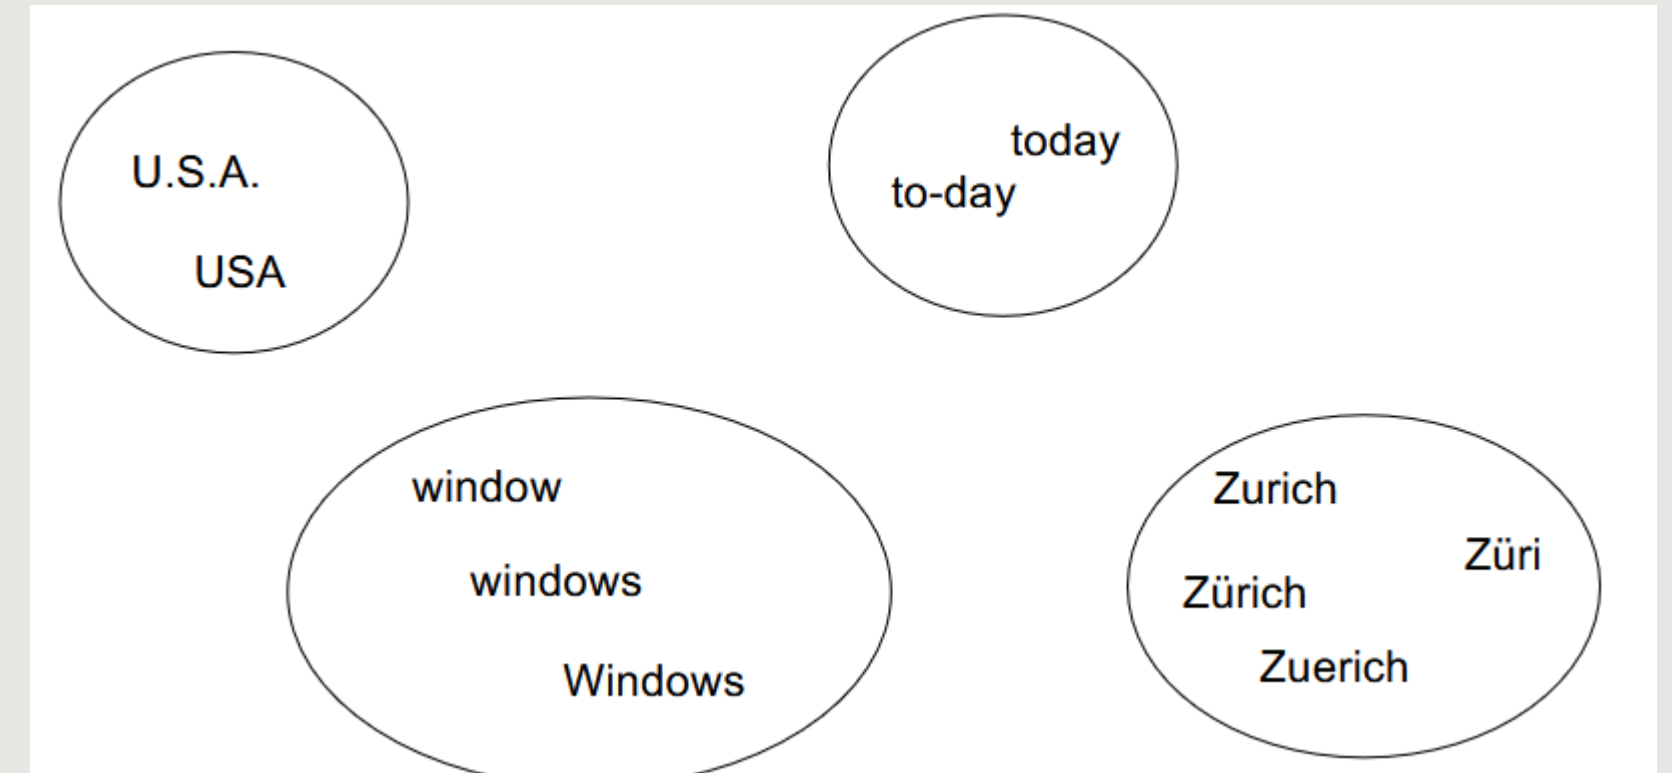 U.S.A.
USA
today
to-day
window
windows
Windows
Zurich
Züri
Zürich
Zuerich